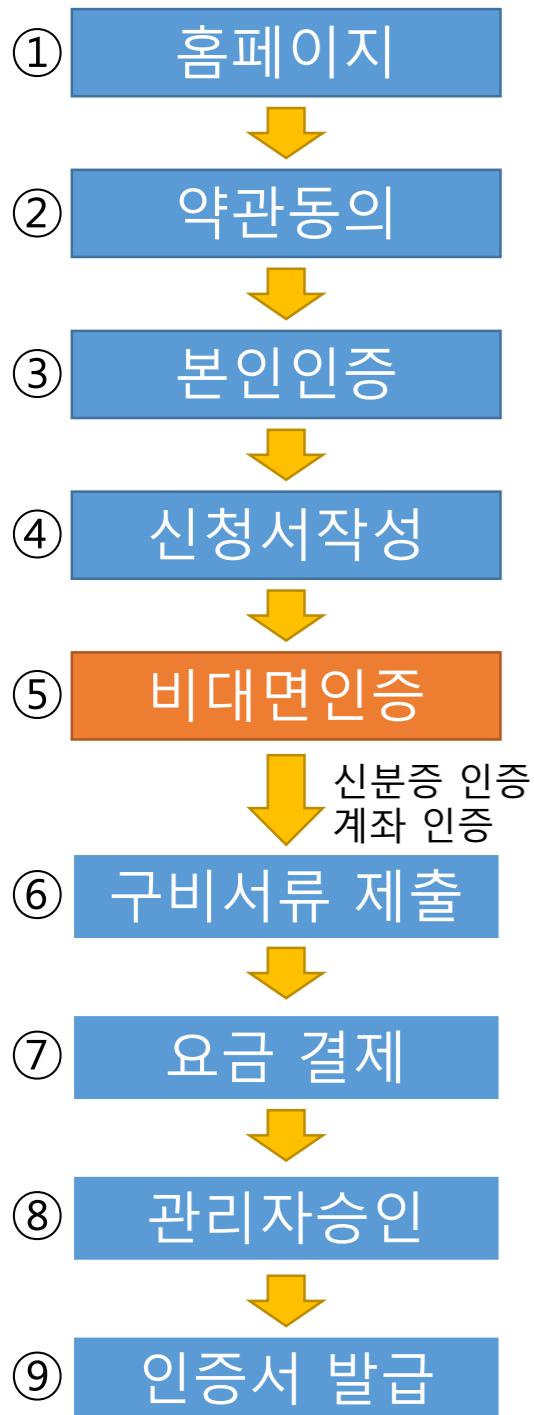 ① 홈페이지
② 약관동의
③ 본인인증
④ 신청서작성
⑤ 비대면인증
신분증 인증
계좌 인증
⑥ 구비서류 제출
⑦ 요금 결제
⑧ 관리자승인
⑨ 인증서 발급